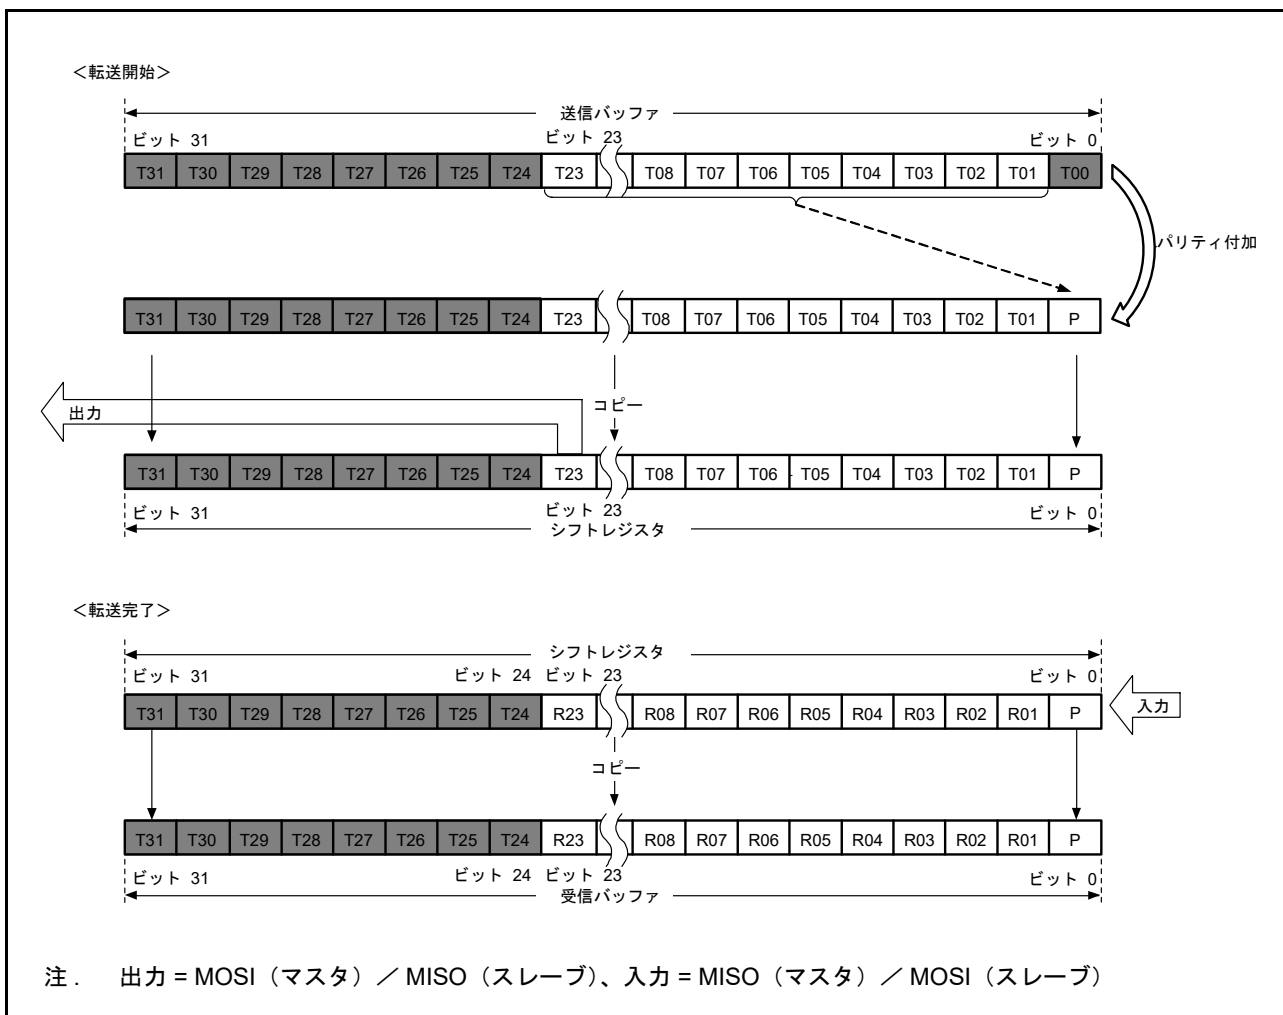 ＜転送開始＞
送信バッファ
ビット 31 ビット 23 ビット 0
T31 T30 T29 T28 T27 T26 T25 T24 T23 T08 T07 T06 T05 T04 T03 T02 T01 T00
パリティ付加
T31 T30 T29 T28 T27 T26 T25 T24 T23 T08 T07 T06 T05 T04 T03 T02 T01 P
出力 コピー
T31 T30 T29 T28 T27 T26 T25 T24 T23 T08 T07 T06 T05 T04 T03 T02 T01 P
ビット 31 ビット 23 ビット 0
シフトレジスタ
＜転送完了＞
シフトレジスタ
ビット 31 ビット 24 ビット 23 ビット 0
T31 T30 T29 T28 T27 T26 T25 T24 R23 R08 R07 R06 R05 R04 R03 R02 R01 P 入力
コピー
T31 T30 T29 T28 T27 T26 T25 T24 R23 R08 R07 R06 R05 R04 R03 R02 R01 P
ビット 31 ビット 24 ビット 23 ビット 0
受信バッファ
注． 出力 = MOSI（マスタ）／ MISO（スレーブ）、入力 = MISO（マスタ）／ MOSI（スレーブ）